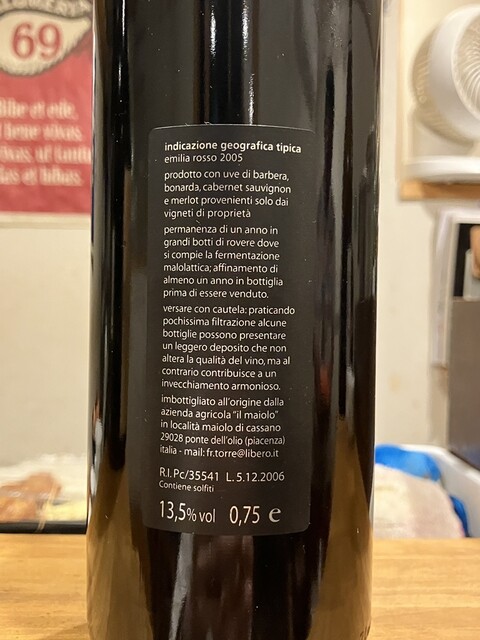 69
indicazione geografica tipica
emilia rosso 2005
prodotto con uve di barbera,
bonarda, cabernet sauvignon
e merlot provenienti solo dai
vigneti di proprietà
permanenza di un anno in
grandi botti di rovere dove
si compie la fermentazione
malolattica; affinamento di
almeno un anno in bottiglia
prima di essere venduto.
versare con cautela: praticando
pochissima filtrazione alcune
bottiglie possono presentare
un leggero deposito che non
altera la qualità del vino, ma al
contrario contribuisce a un
invecchiamento armonioso.
imbottigliato all'origine dalla
azienda agricola "il maiolo"
in località maiolo di cassano
29028 ponte dell'olio (piacenza)
italia - mail: fr.torre@libero.it
R.I. Pc/35541 L. 5.12.2006
Contiene solfiti
13,5% vol 0,75 e